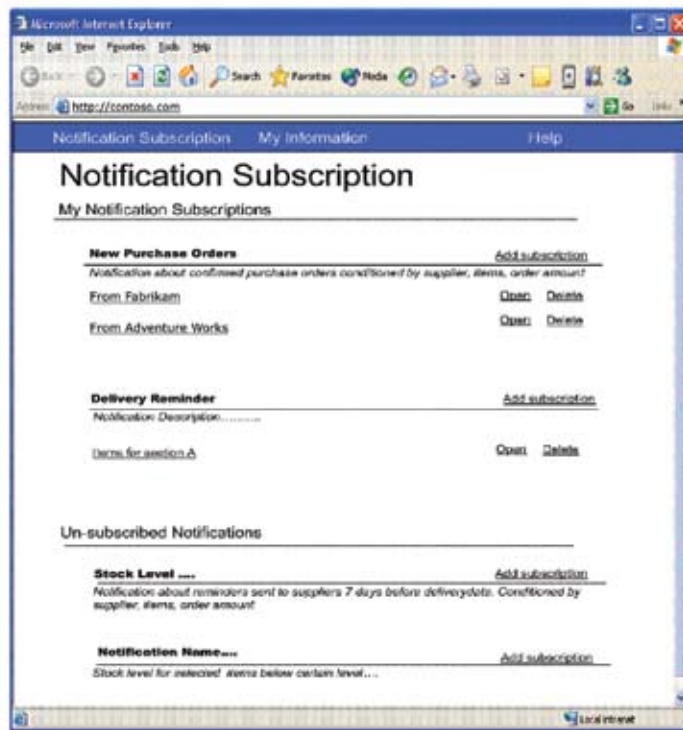 Microsoft Internet Explorer
File Edit View Favorites Tools Help
Back Search Favorites Media
Address http://contoso.com Go Links
Notification Subscription My Information Help
Notification Subscription
My Notification Subscriptions
New Purchase Orders Add subscription
Notification about confirmed purchase orders conditioned by supplier, items, order amount
From Fabrikam Open Delete
From Adventure Works Open Delete
Delivery Reminder Add subscription
Notification Description..........
Items for section A Open Delete
Un-subscribed Notifications
Stock Level .... Add subscription
Notification about reminders sent to suppliers 7 days before deliverydate. Conditioned by
supplier, items, order amount
Notification Name.... Add subscription
Stock level for selected items below certain level....
Local intranet